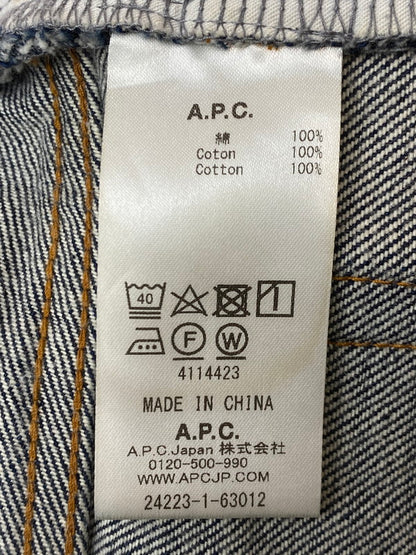 A.P.C.
綿 100%
Coton 100%
Cotton 100%
40
F W
4114423
MADE IN CHINA
A.P.C.
A.P.C.Japan 株式会社
0120-500-990
WWW.APCJP.COM
24223-1-63012